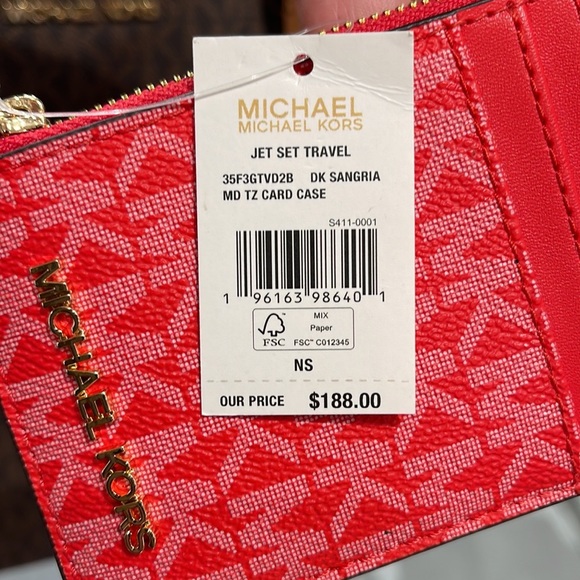 MICHAEL
MICHAEL KORS
JET SET TRAVEL
35F3GTVD2B DK SANGRIA
MD TZ CARD CASE
S411-0001
1 96163 98640 1
FSC
MIX
Paper
FSC™ C012345
NS
OUR PRICE $188.00
MICHAEL KORS